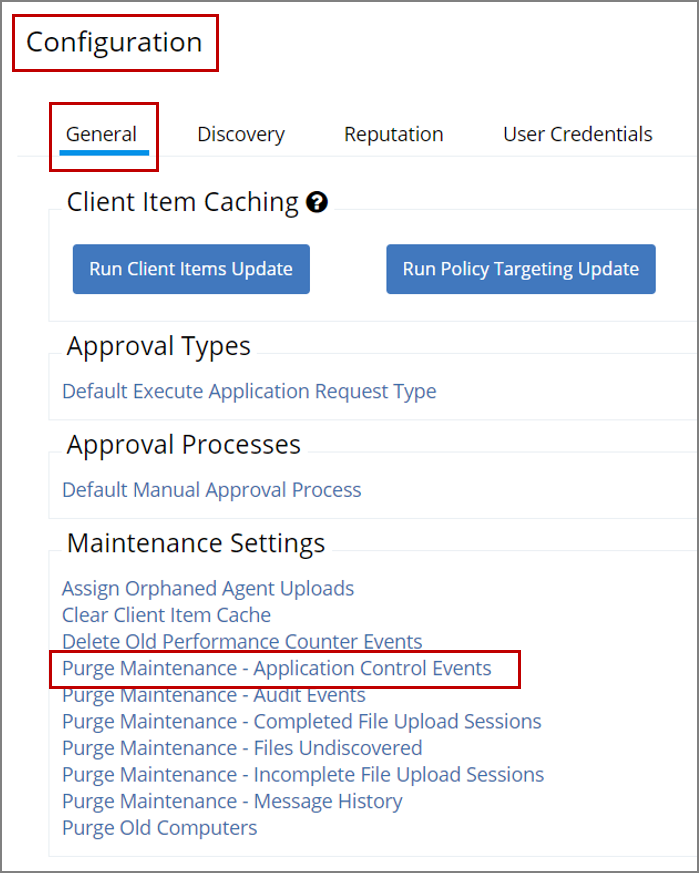 Configuration
General Discovery Reputation User Credentials
Client Item Caching ?
Run Client Items Update Run Policy Targeting Update
Approval Types
Default Execute Application Request Type
Approval Processes
Default Manual Approval Process
Maintenance Settings
Assign Orphaned Agent Uploads
Clear Client Item Cache
Delete Old Performance Counter Events
Purge Maintenance - Application Control Events
Purge Maintenance - Audit Events
Purge Maintenance - Completed File Upload Sessions
Purge Maintenance - Files Undiscovered
Purge Maintenance - Incomplete File Upload Sessions
Purge Maintenance - Message History
Purge Old Computers